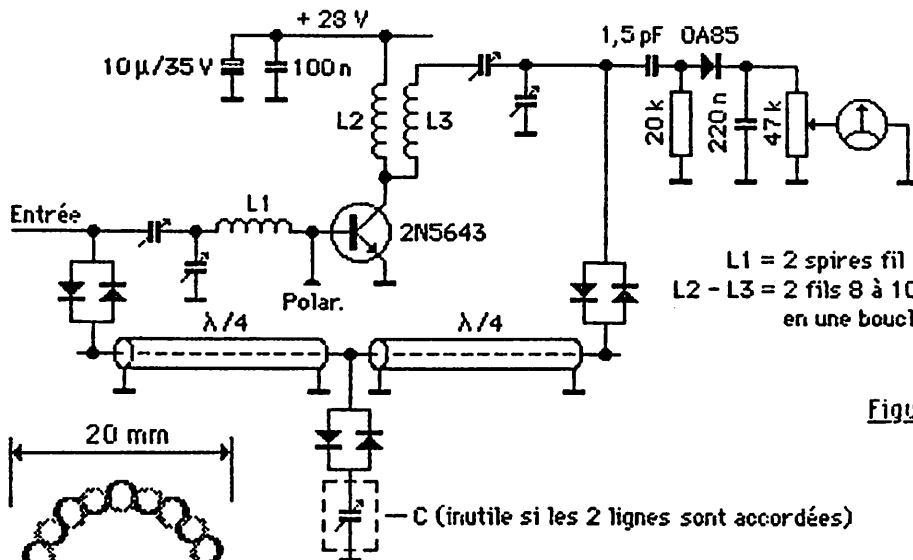 + 28 V
10µ/35V
100n
1,5 pF OA85
L2
L3
20k
220n
47k
Entrée
L1
2N5643
Polar.
L1 = 2 spires fil
L2 - L3 = 2 fils 8 à 10
en une boucl
λ/4
λ/4
Figu
20 mm
C (inutile si les 2 lignes sont accordées)